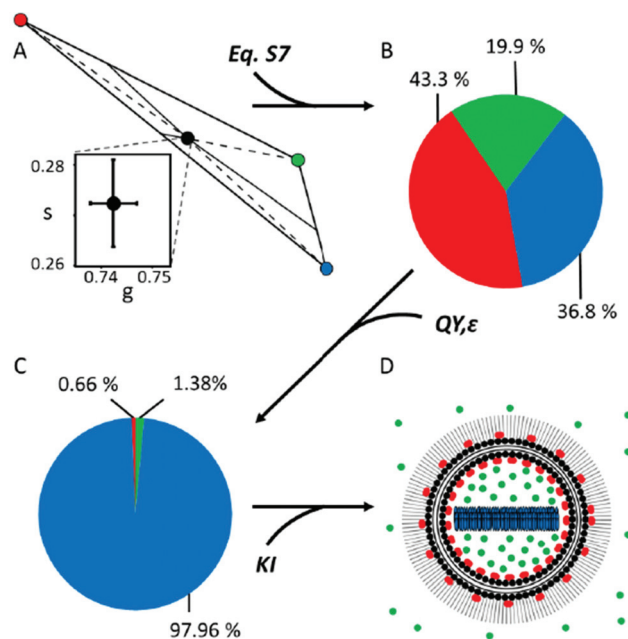 A
Eq. S7
B
19.9 %
43.3 %
0.28
s
0.26
0.74
0.75
g
36.8 %
QY,ε
C
D
0.66 %
1.38%
KI
97.96 %